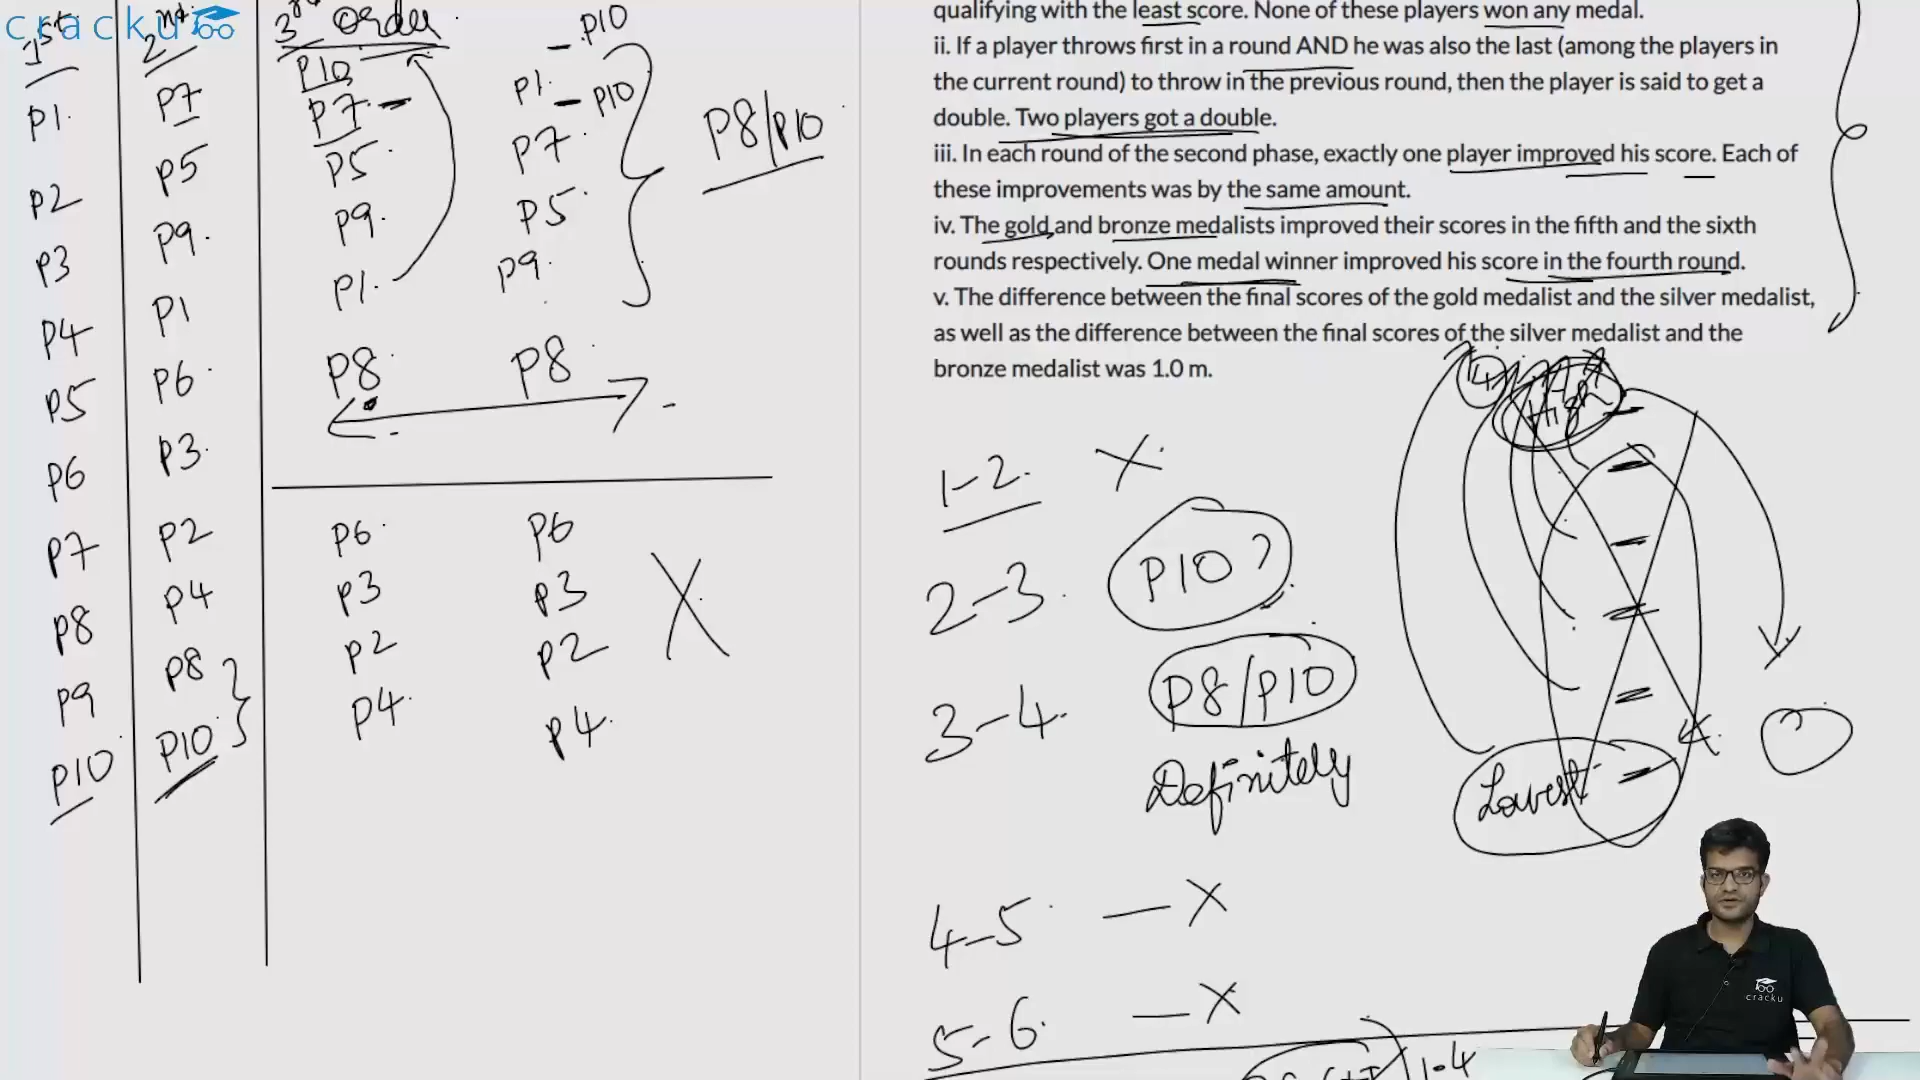 cracku
1st
P1
P2
P3
P4
P5
P6
P7
P8
P9
P10
2nd
P7
P5
P9
P1
P6
P3
P2
P4
P8
P10
3rd order
P10
P7
P5
P9
P1
P8
P6
P3
P2
P4
P10
P1
P10
P7
P5
P9
P8
P6
P3
P2
P4
P8/P10
qualifying with the least score. None of these players won any medal.
ii. If a player throws first in a round AND he was also the last (among the players in
the current round) to throw in the previous round, then the player is said to get a
double. Two players got a double.
iii. In each round of the second phase, exactly one player improved his score. Each of
these improvements was by the same amount.
iv. The gold and bronze medalists improved their scores in the fifth and the sixth
rounds respectively. One medal winner improved his score in the fourth round.
v. The difference between the final scores of the gold medalist and the silver medalist,
as well as the difference between the final scores of the silver medalist and the
bronze medalist was 1.0 m.
1-2. X
2-3. P10?
3-4. P8/P10
Definitely
4-5 — X
5-6 — X
14
High
Lowest
?
1.4
cracku